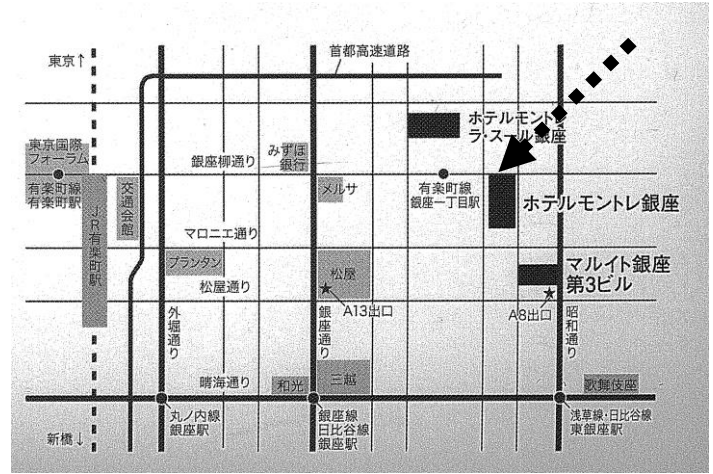 首都高速道路
東京↑
ホテルモントレ
ラ・スール銀座
東京国際
フォーラム
みずほ
銀行
銀座柳通り
有楽町線
有楽町駅
交通会館
メルサ
有楽町線
銀座一丁目駅
ホテルモントレ銀座
JR有楽町駅
マロニエ通り
プランタン
松屋
マルイト銀座
第3ビル
松屋通り
A13出口
A8出口
外堀通り
銀座通り
昭和通り
晴海通り
和光
三越
歌舞伎座
丸ノ内線
銀座駅
銀座線
日比谷線
銀座駅
浅草線・日比谷線
東銀座駅
新橋↓